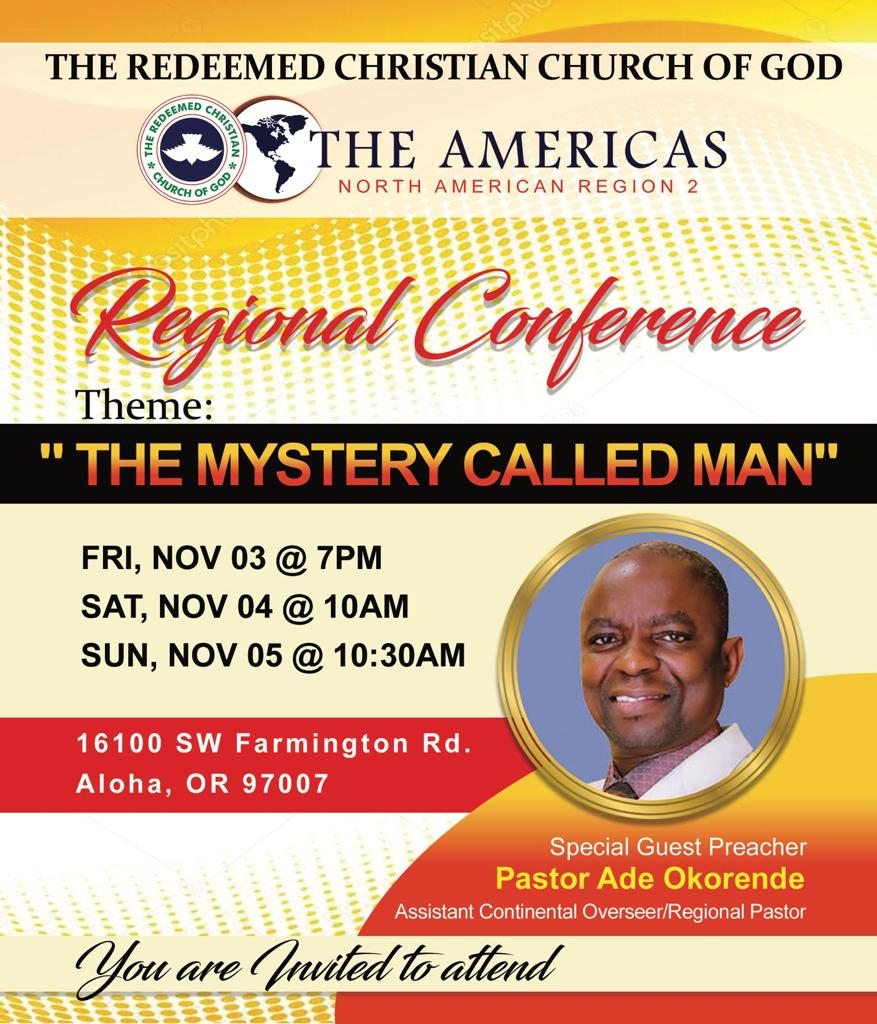 THE REDEEMED CHRISTIAN CHURCH OF GOD
THE REDEEMED CHRISTIAN
CHURCH OF GOD
THE AMERICAS
NORTH AMERICAN REGION 2
Regional Conference
Theme:
" THE MYSTERY CALLED MAN"
FRI, NOV 03 @ 7PM
SAT, NOV 04 @ 10AM
SUN, NOV 05 @ 10:30AM
16100 SW Farmington Rd.
Aloha, OR 97007
Special Guest Preacher
Pastor Ade Okorende
Assistant Continental Overseer/Regional Pastor
You are Invited to attend